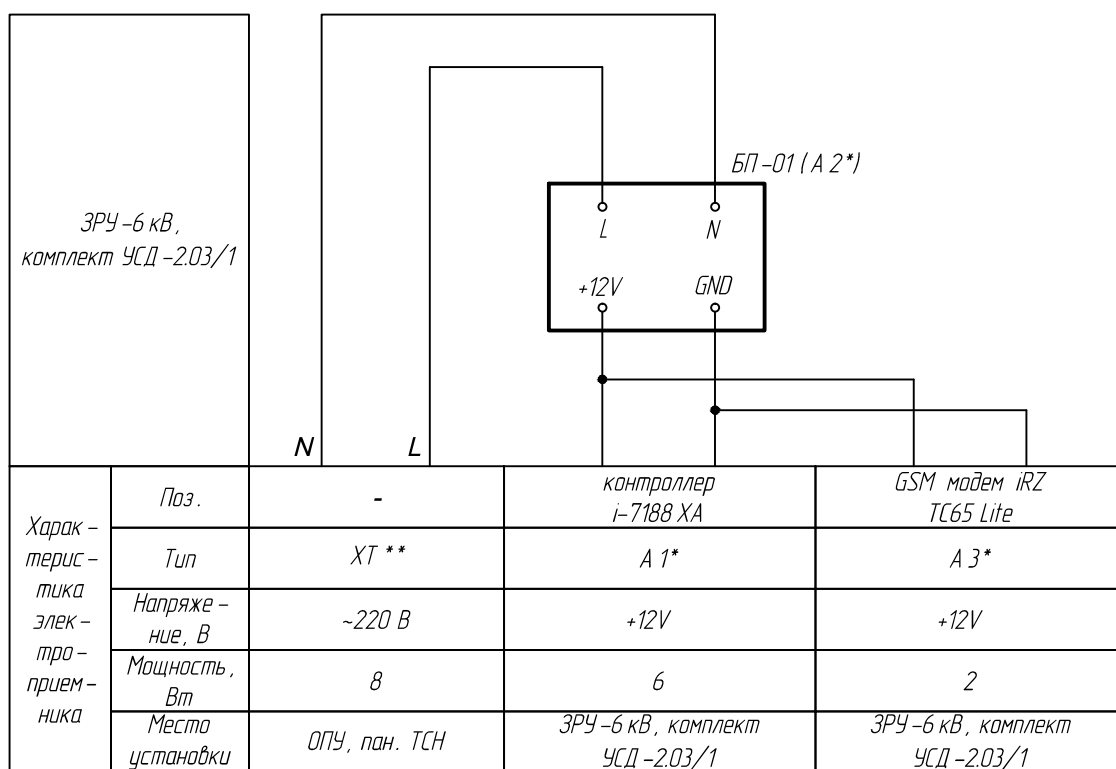 БП-01 (А 2*)
L N
+12V GND
ЗРУ-6 кВ,
комплект УСД-2.03/1
N L
Харак-
терис-
тика
элек-
тро-
прием-
ника
Поз.
-
контроллер
i-7188 XA
GSM модем iRZ
TC65 Lite
Тип
XT **
А 1*
А 3*
Напряже-
ние, В
~220 В
+12V
+12V
Мощность,
Вт
8
6
2
Место
установки
ОПУ, пан. ТСН
ЗРУ-6 кВ, комплект
УСД-2.03/1
ЗРУ-6 кВ, комплект
УСД-2.03/1